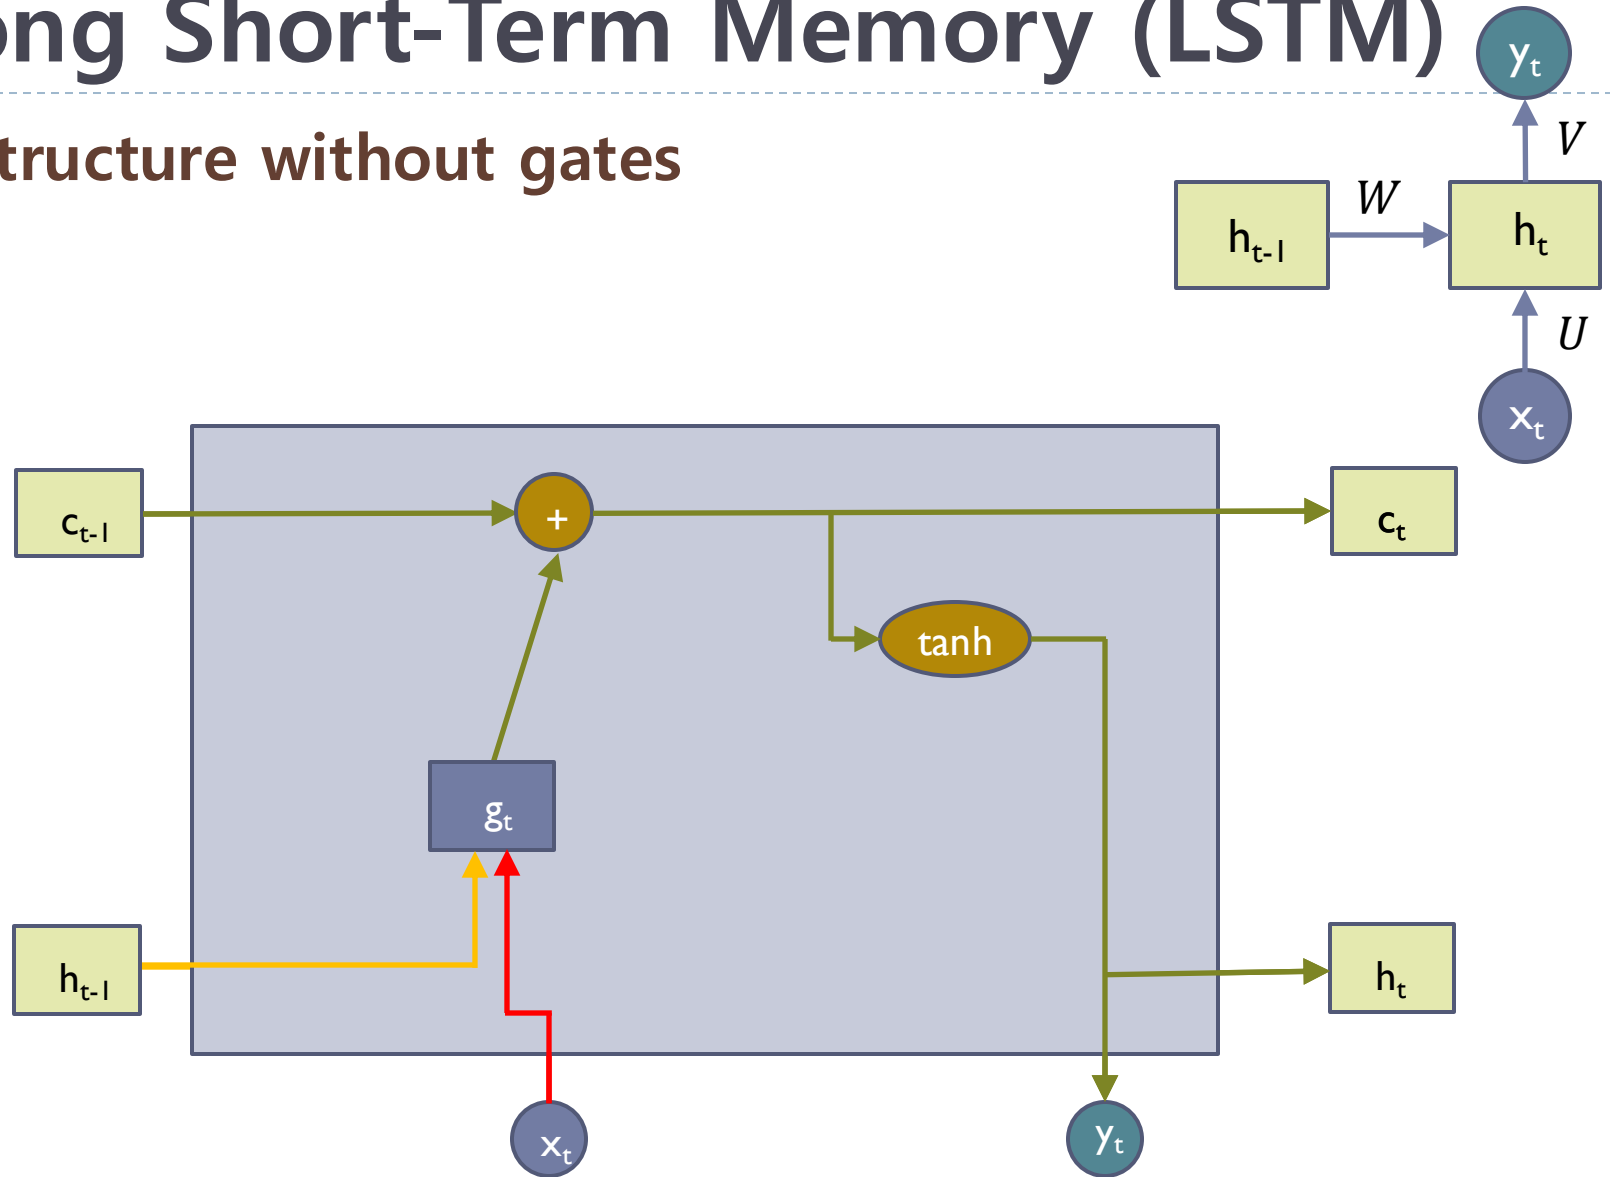 ong Short-Term Memory (LSTM)
yt
tructure without gates
V
W
ht-1
ht
U
xt
ct-1
+
ct
tanh
gt
ht-1
ht
xt
yt